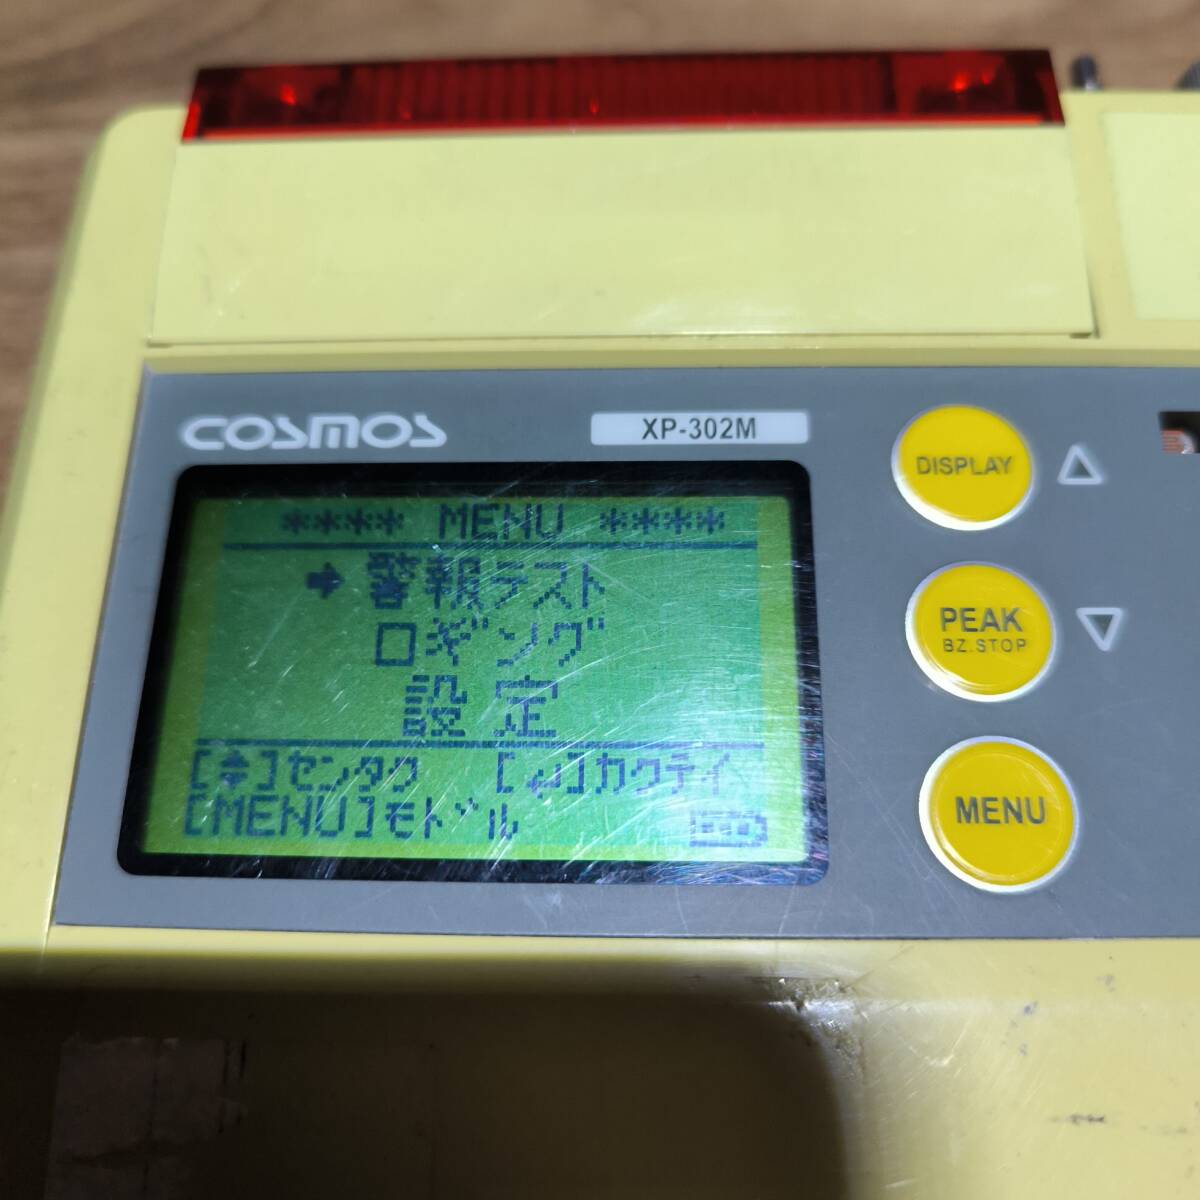 COSMOS
XP-302M
**** MENU ****
➡ 警報テスト
ロギング
設定
[▲▼]センタク [↵]カクテイ
[MENU]モドル
DISPLAY △
PEAK ▽
BZ.STOP
MENU